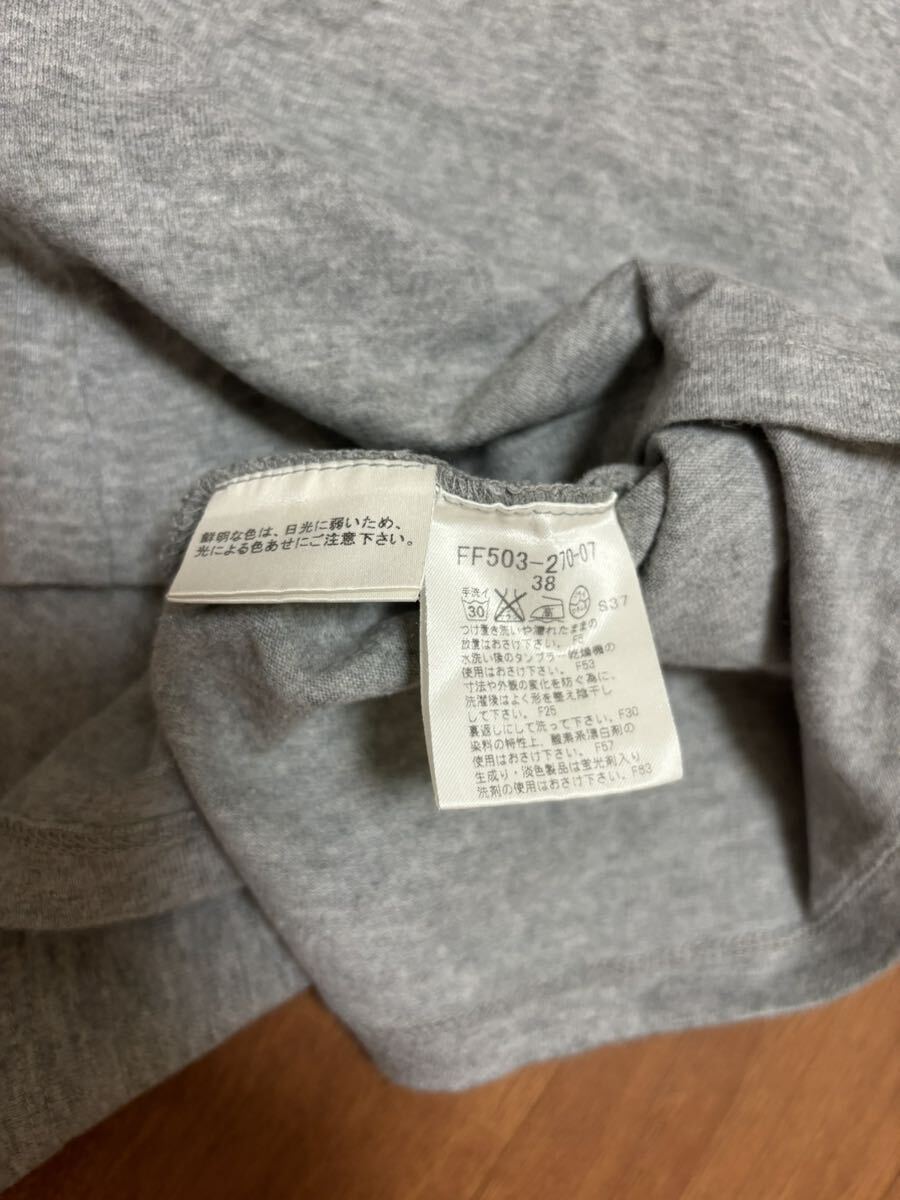 鮮明な色は、日光に弱いため、
光による色あせにご注意下さい。
FF503-270-07
38
手洗イ
30
高
S37
つけ置き洗いや濡れたままの
放置はおさけ下さい。F5
水洗い後のタンブラー乾燥機の
使用はおさけ下さい。F53
寸法や外観の変化を防ぐ為に、
洗濯後はよく形を整え陰干し
して下さい。F25
裏返しにして洗って下さい。F30
染料の特性上、酸素系漂白剤の
使用はおさけ下さい。F57
生成り・淡色製品は蛍光剤入り
洗剤の使用はおさけ下さい。F63